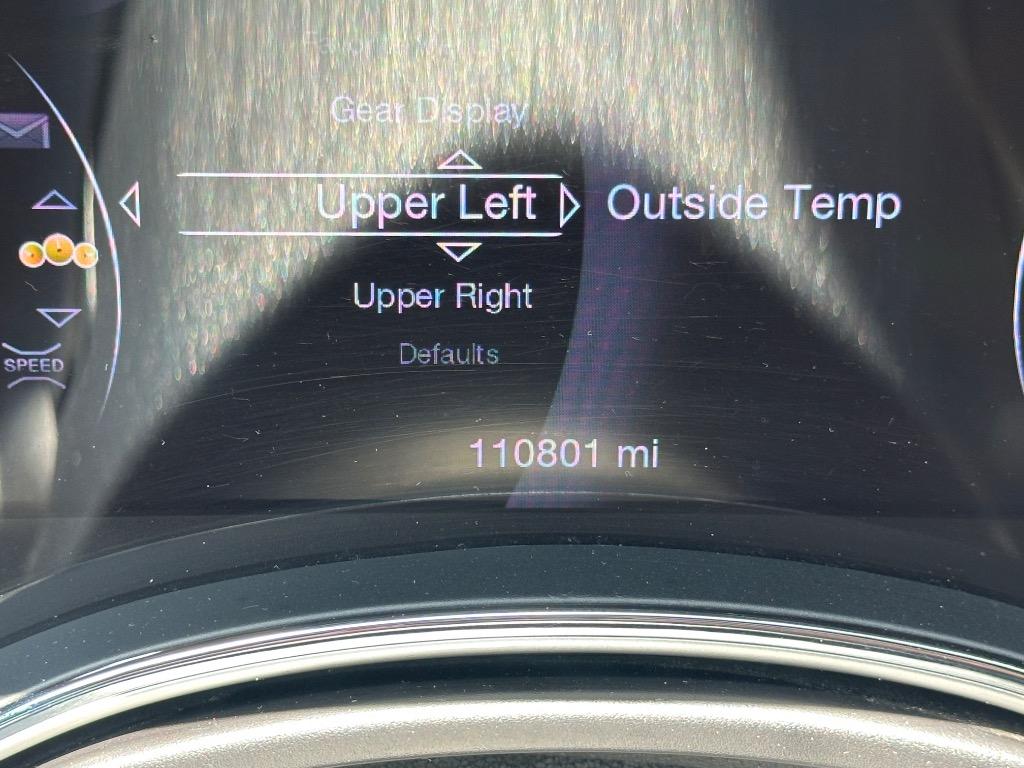 Gear Display
Upper Left
Outside Temp
Upper Right
Defaults
SPEED
110801 mi